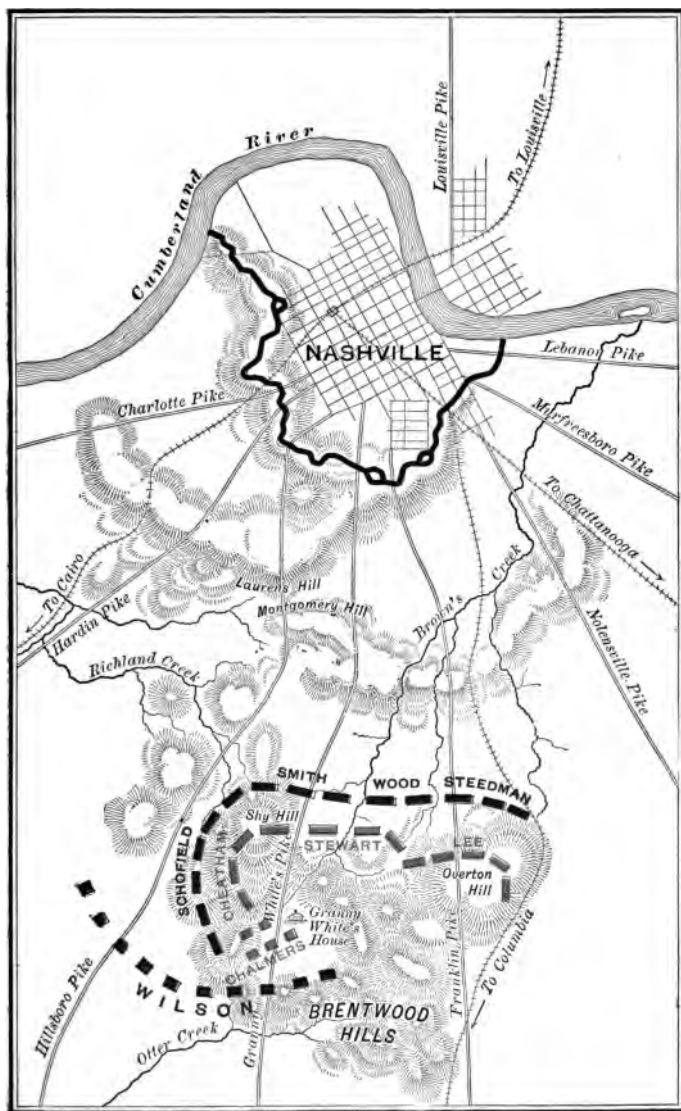 Cumberland
River
Louisville Pike
To Louisville
NASHVILLE
Lebanon Pike
Charlotte Pike
Murfreesboro Pike
To Chattanooga
To Cairo
Hardin Pike
Laurens Hill
Montgomery Hill
Brown's Creek
Nolensville Pike
Richland Creek
SMITH
WOOD
STEEDMAN
Shy Hill
STEWART
LEE
Overton
Hill
SCHOFIELD
CHEATHAM
Granny White's Pike
Granny
White's
House
CHALMERS
WILSON
Hillsboro Pike
Franklin Pike
To Columbia
BRENTWOOD
HILLS
Otter Creek